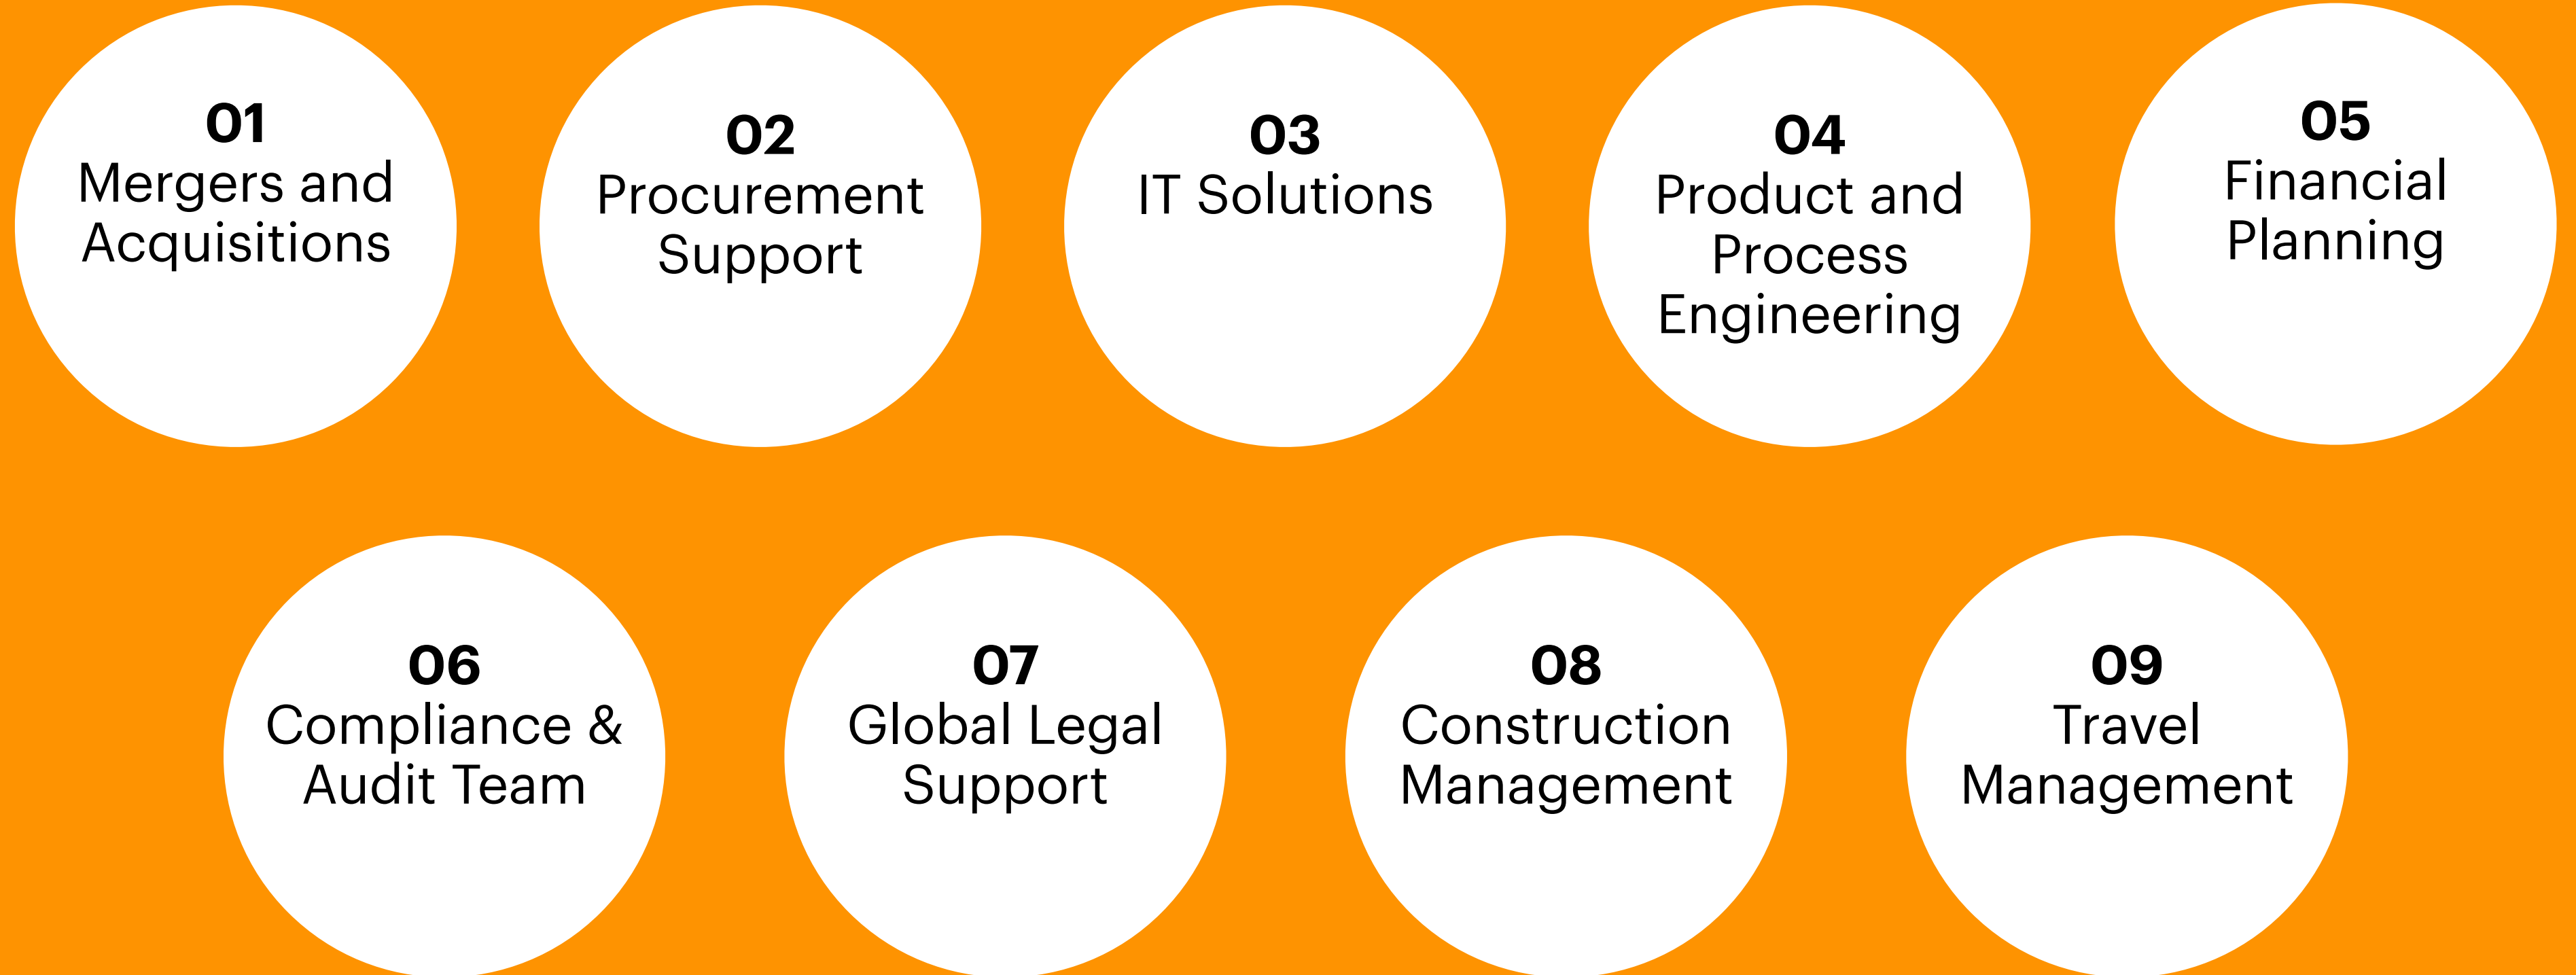 01
Mergers and
Acquisitions
02
Procurement
Support
03
IT Solutions
04
Product and
Process
Engineering
05
Financial
Planning
06
Compliance &
Audit Team
07
Global Legal
Support
08
Construction
Management
09
Travel
Management